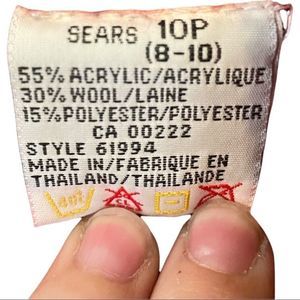 SEARS 10P
(8-10)
55% ACRYLIC/ACRYLIQUE
30% WOOL/LAINE
15% POLYESTER/POLYESTER
CA 00222
STYLE 61994
MADE IN/FABRIQUE EN
THAILAND/THAILANDE